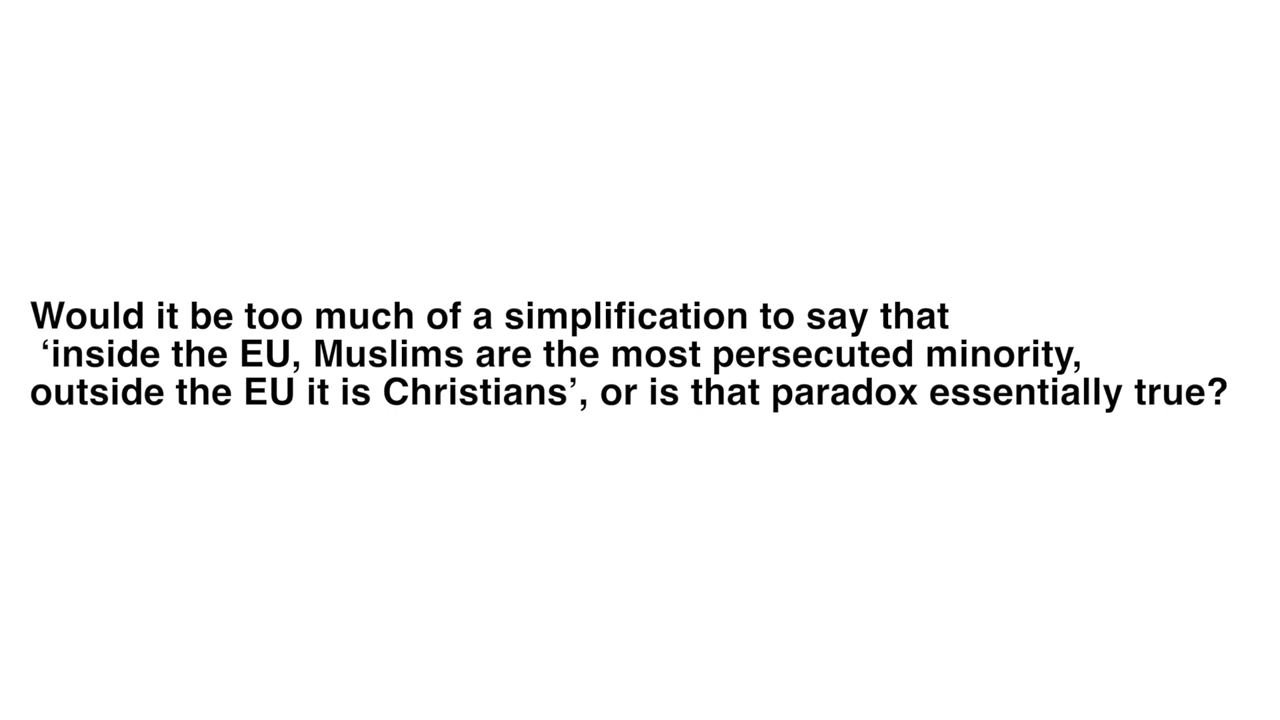 Would it be too much of a simplification to say that
‘inside the EU, Muslims are the most persecuted minority,
outside the EU it is Christians’, or is that paradox essentially true?